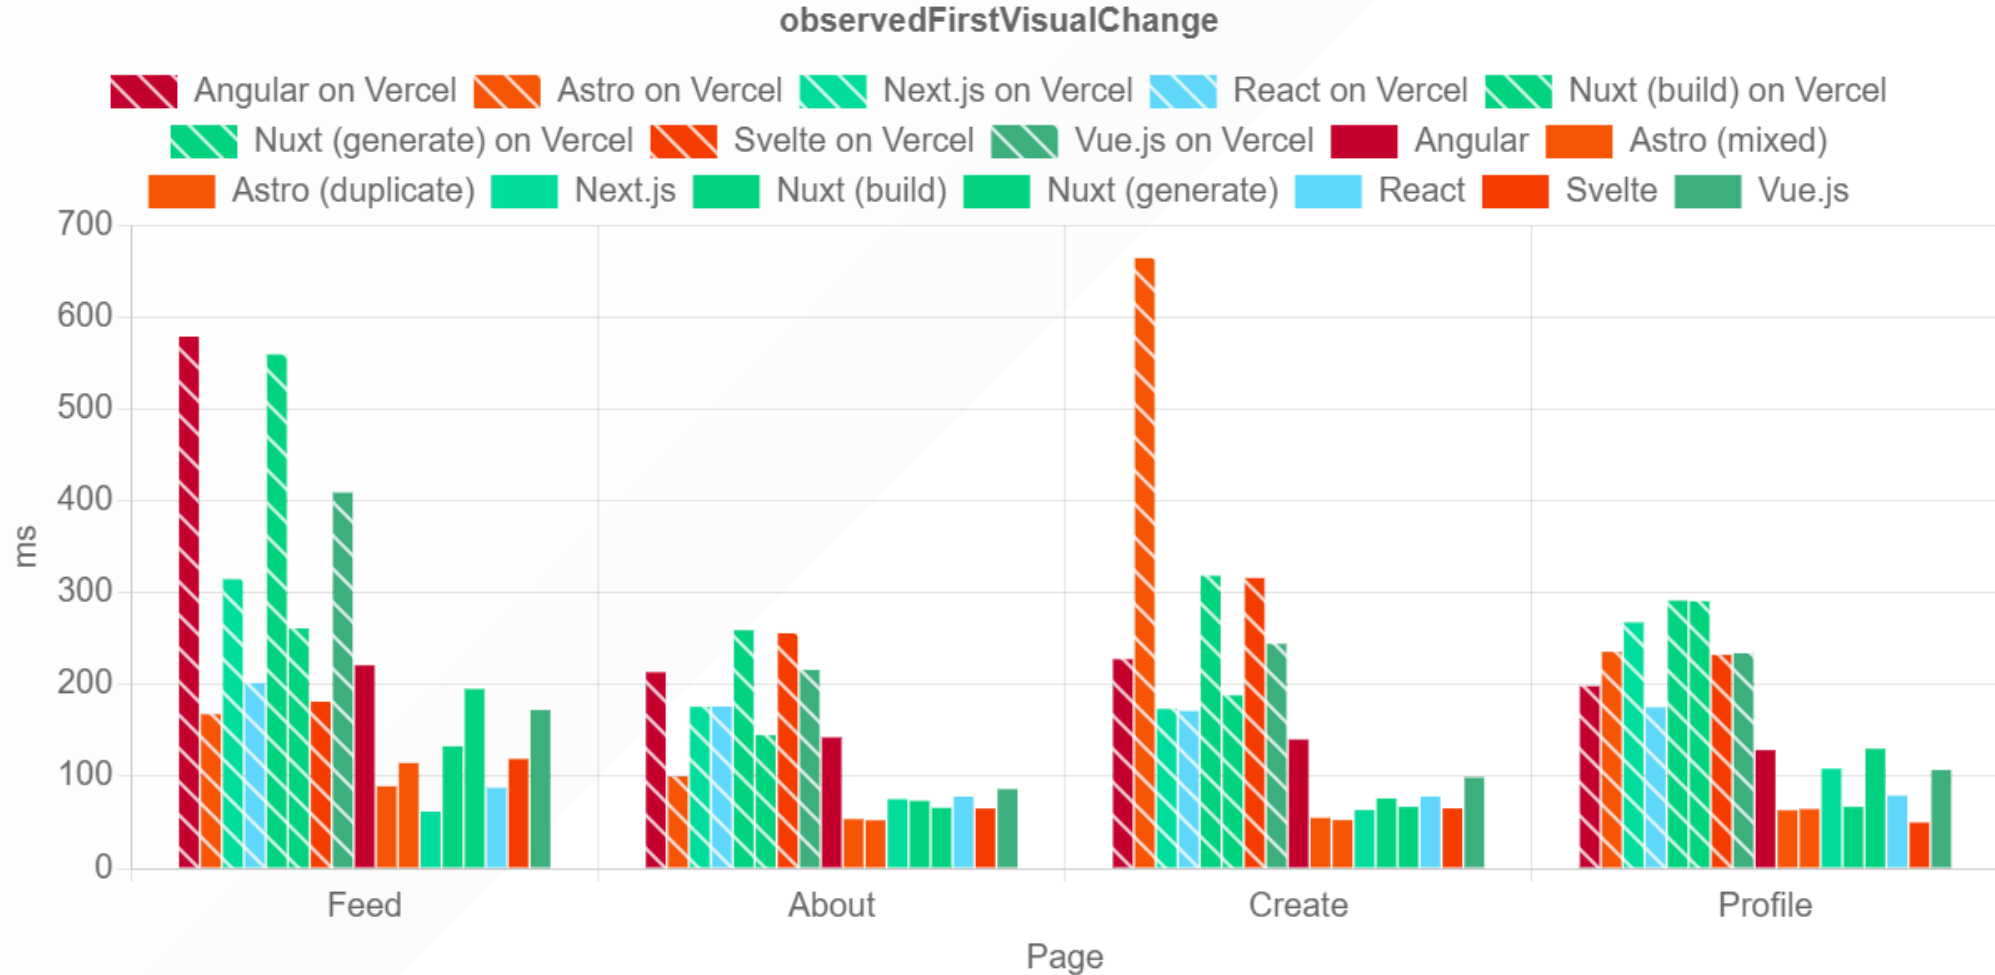 observedFirstVisualChange
Angular on Vercel Astro on Vercel Next.js on Vercel React on Vercel Nuxt (build) on Vercel
Nuxt (generate) on Vercel Svelte on Vercel Vue.js on Vercel Angular Astro (mixed)
Astro (duplicate) Next.js Nuxt (build) Nuxt (generate) React Svelte Vue.js
700
600
500
400
300
200
100
0
ms
Feed About Create Profile
Page